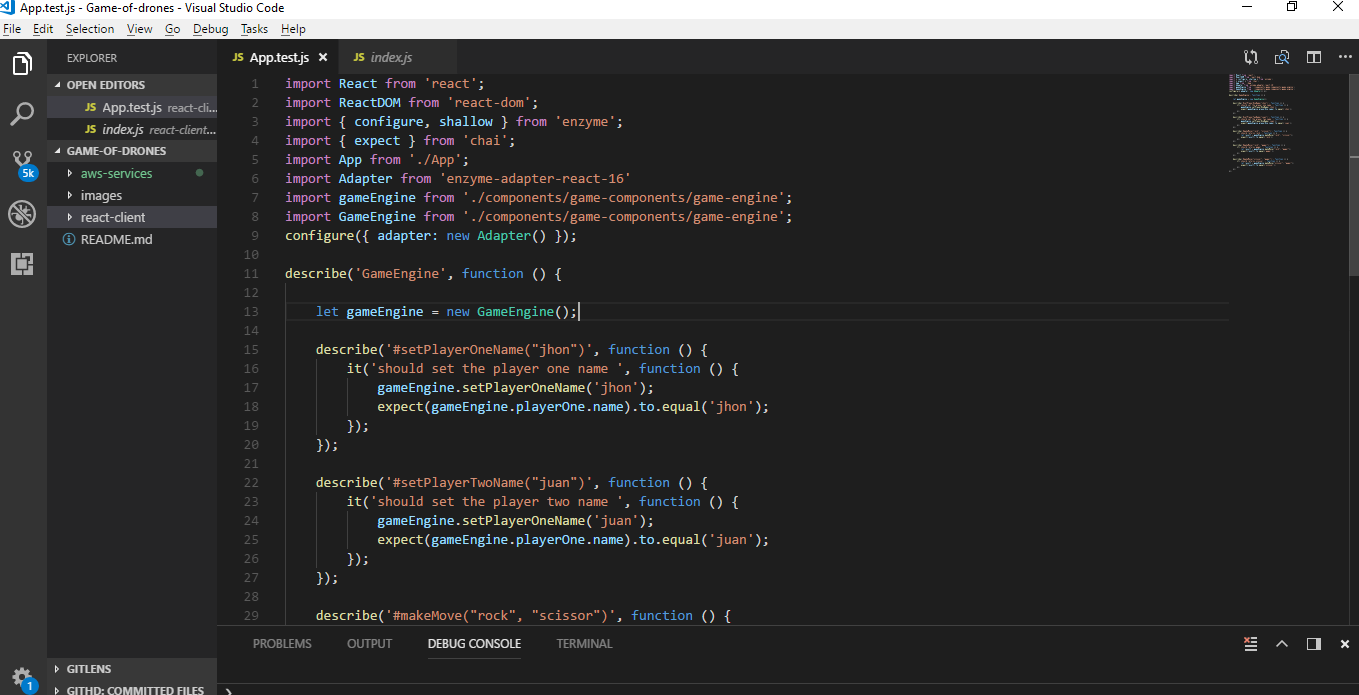 App.test.js - Game-of-drones - Visual Studio Code
File Edit Selection View Go Debug Tasks Help
EXPLORER
OPEN EDITORS
JS App.test.js react-cli...
JS index.js react-client...
GAME-OF-DRONES
aws-services
images
react-client
README.md
5k
1
GITLENS
GITHD: COMMITTED FILES
JS App.test.js
JS index.js
1 import React from 'react';
2 import ReactDOM from 'react-dom';
3 import { configure, shallow } from 'enzyme';
4 import { expect } from 'chai';
5 import App from './App';
6 import Adapter from 'enzyme-adapter-react-16'
7 import gameEngine from './components/game-components/game-engine';
8 import GameEngine from './components/game-components/game-engine';
9 configure({ adapter: new Adapter() });
10
11 describe('GameEngine', function () {
12
13 let gameEngine = new GameEngine();
14
15 describe('#setPlayerOneName("jhon")', function () {
16 it('should set the player one name ', function () {
17 gameEngine.setPlayerOneName('jhon');
18 expect(gameEngine.playerOne.name).to.equal('jhon');
19 });
20 });
21
22 describe('#setPlayerTwoName("juan")', function () {
23 it('should set the player two name ', function () {
24 gameEngine.setPlayerOneName('juan');
25 expect(gameEngine.playerOne.name).to.equal('juan');
26 });
27 });
28
29 describe('#makeMove("rock", "scissor")', function () {
PROBLEMS OUTPUT DEBUG CONSOLE TERMINAL